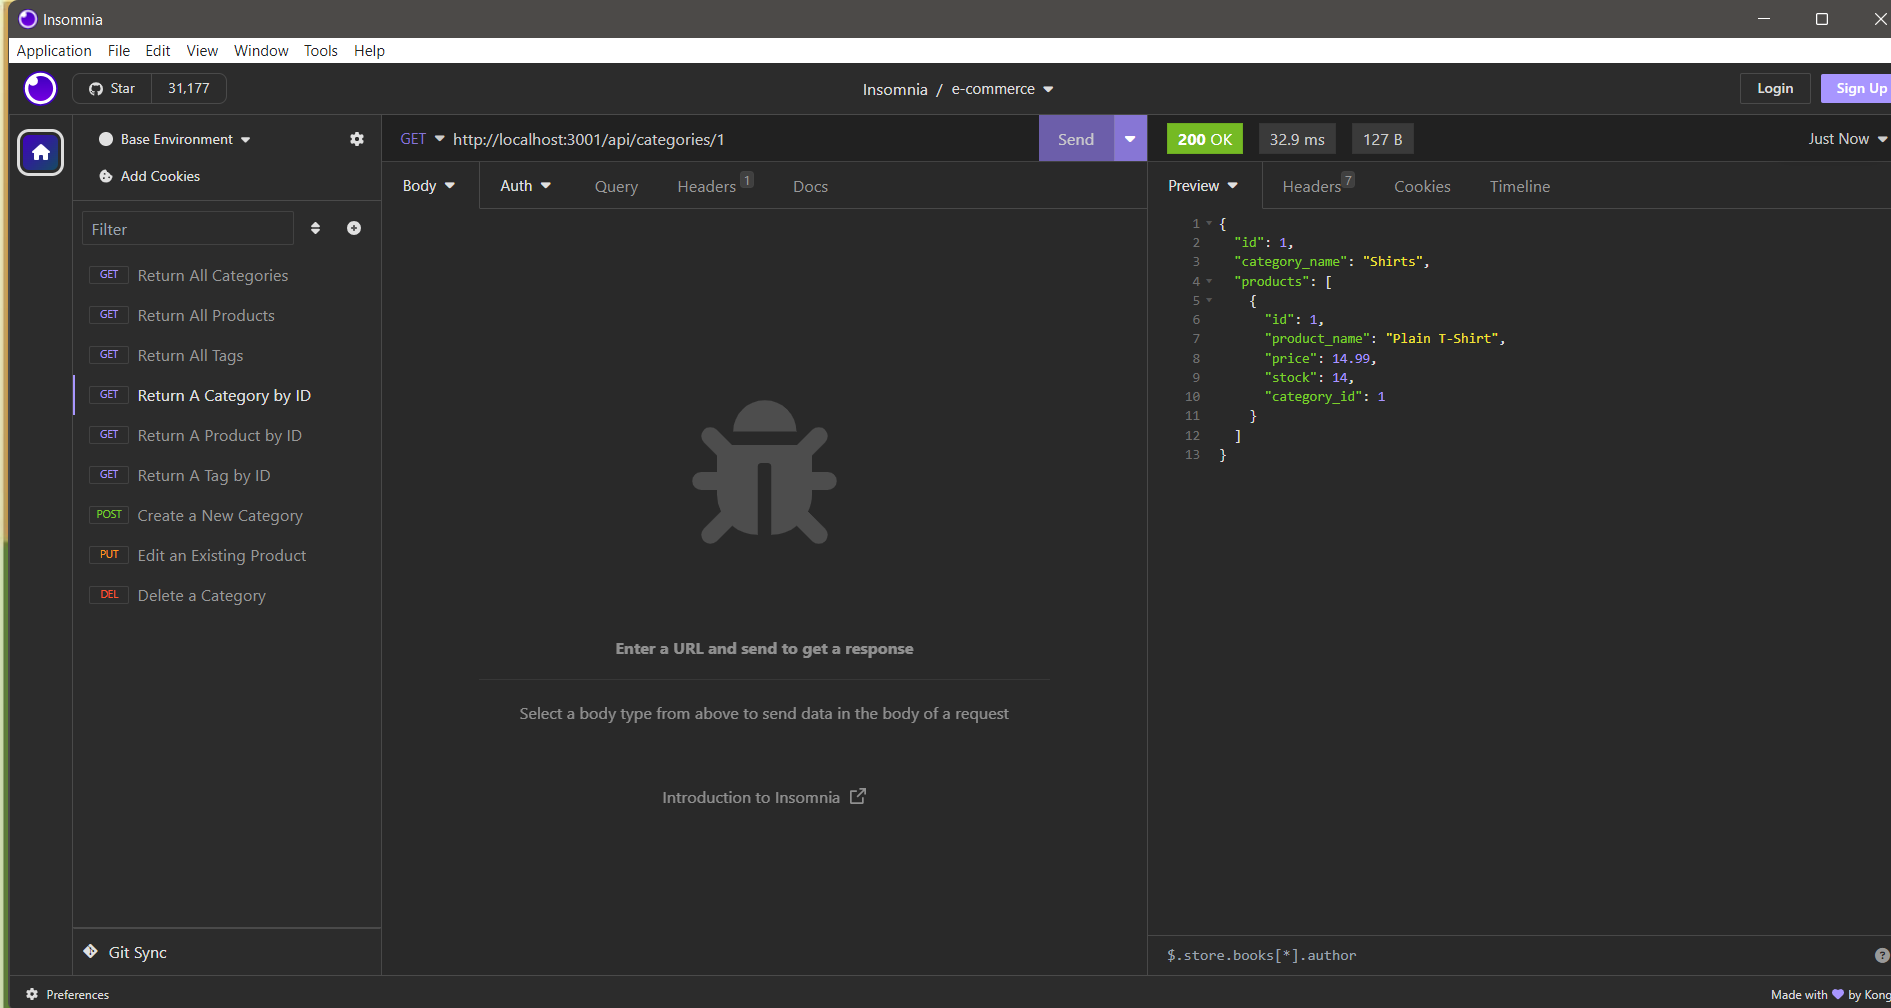 Insomnia
Application File Edit View Window Tools Help
Star 31,177
Insomnia / e-commerce
Login Sign Up
Base Environment
Add Cookies
Filter
GET Return All Categories
GET Return All Products
GET Return All Tags
GET Return A Category by ID
GET Return A Product by ID
GET Return A Tag by ID
POST Create a New Category
PUT Edit an Existing Product
DEL Delete a Category
Git Sync
GET http://localhost:3001/api/categories/1 Send
Body Auth Query Headers 1 Docs
Enter a URL and send to get a response
Select a body type from above to send data in the body of a request
Introduction to Insomnia
200 OK 32.9 ms 127 B Just Now
Preview Headers 7 Cookies Timeline
1 {
2 "id": 1,
3 "category_name": "Shirts",
4 "products": [
5 {
6 "id": 1,
7 "product_name": "Plain T-Shirt",
8 "price": 14.99,
9 "stock": 14,
10 "category_id": 1
11 }
12 ]
13 }
$.store.books[*].author ?
Preferences
Made with by Kong